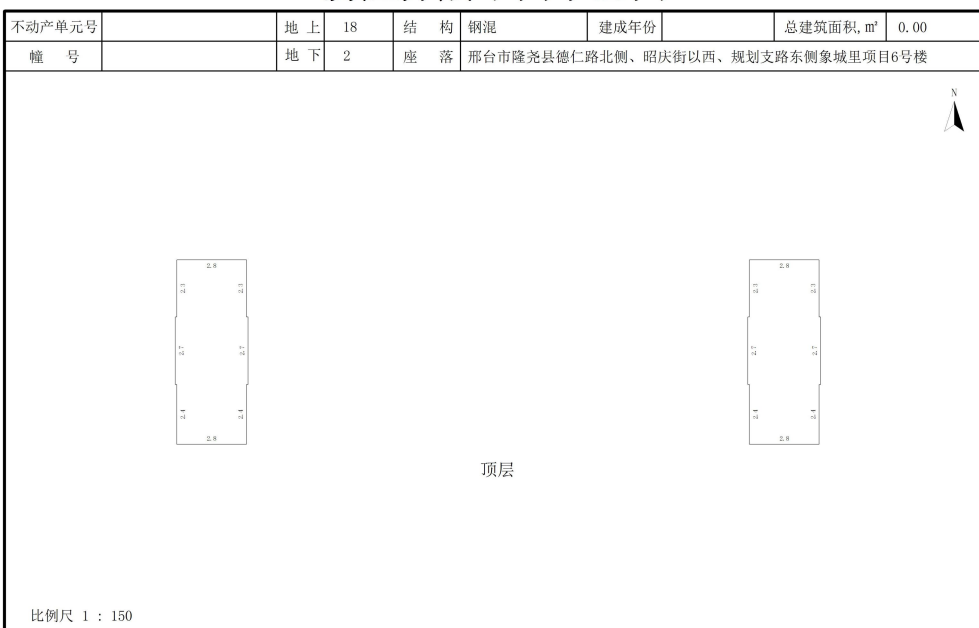 不动产单元号 地上 18 结构 钢混 建成年份 总建筑面积,m² 0.00
幢号 地下 2 座落 邢台市隆尧县德仁路北侧、昭庆街以西、规划支路东侧象城里项目6号楼
N
2.8 2.8
2.3 2.3 2.3 2.3
2.7 2.7 2.7 2.7
2.4 2.4 2.4 2.4
2.8 2.8
顶层
比例尺 1 : 150